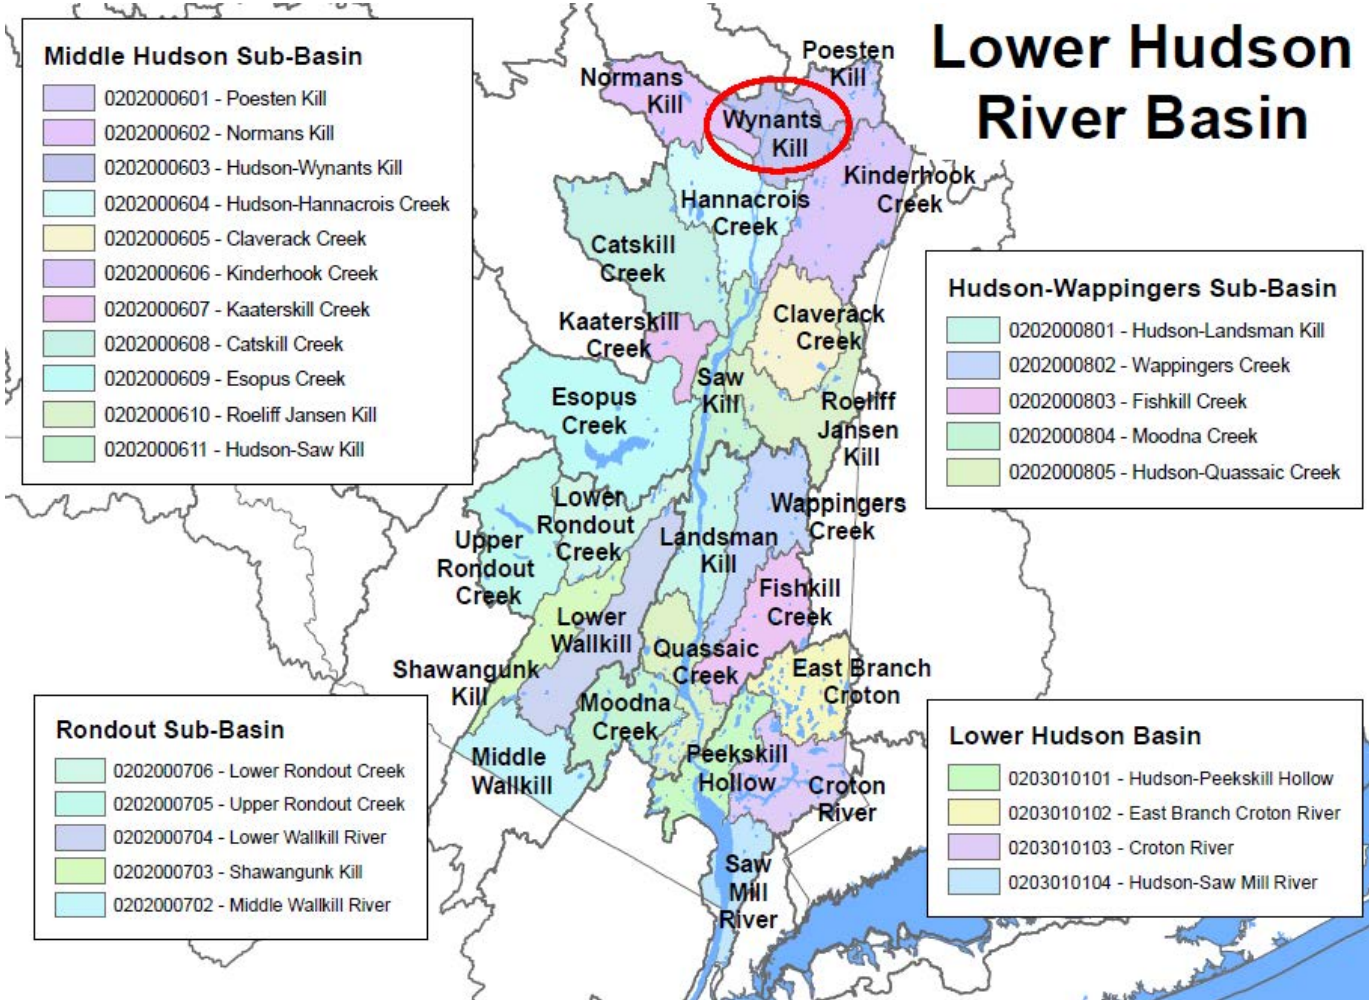 Lower Hudson
River Basin
Middle Hudson Sub-Basin
0202000601 - Poesten Kill
0202000602 - Normans Kill
0202000603 - Hudson-Wynants Kill
0202000604 - Hudson-Hannacrois Creek
0202000605 - Claverack Creek
0202000606 - Kinderhook Creek
0202000607 - Kaaterskill Creek
0202000608 - Catskill Creek
0202000609 - Esopus Creek
0202000610 - Roeliff Jansen Kill
0202000611 - Hudson-Saw Kill
Poesten
Kill
Normans
Kill
Wynants
Kill
Kinderhook
Creek
Hannacrois
Creek
Catskill
Creek
Claverack
Creek
Kaaterskill
Creek
Saw
Kill
Esopus
Creek
Roeliff
Jansen
Kill
Lower
Rondout
Creek
Wappingers
Creek
Upper
Rondout
Creek
Landsman
Kill
Fishkill
Creek
Lower
Wallkill
Quassaic
Creek
Shawangunk
Kill
East Branch
Croton
Moodna
Creek
Middle
Wallkill
Peekskill
Hollow
Croton
River
Saw
Mill
River
Hudson-Wappingers Sub-Basin
0202000801 - Hudson-Landsman Kill
0202000802 - Wappingers Creek
0202000803 - Fishkill Creek
0202000804 - Moodna Creek
0202000805 - Hudson-Quassaic Creek
Rondout Sub-Basin
0202000706 - Lower Rondout Creek
0202000705 - Upper Rondout Creek
0202000704 - Lower Wallkill River
0202000703 - Shawangunk Kill
0202000702 - Middle Wallkill River
Lower Hudson Basin
0203010101 - Hudson-Peekskill Hollow
0203010102 - East Branch Croton River
0203010103 - Croton River
0203010104 - Hudson-Saw Mill River